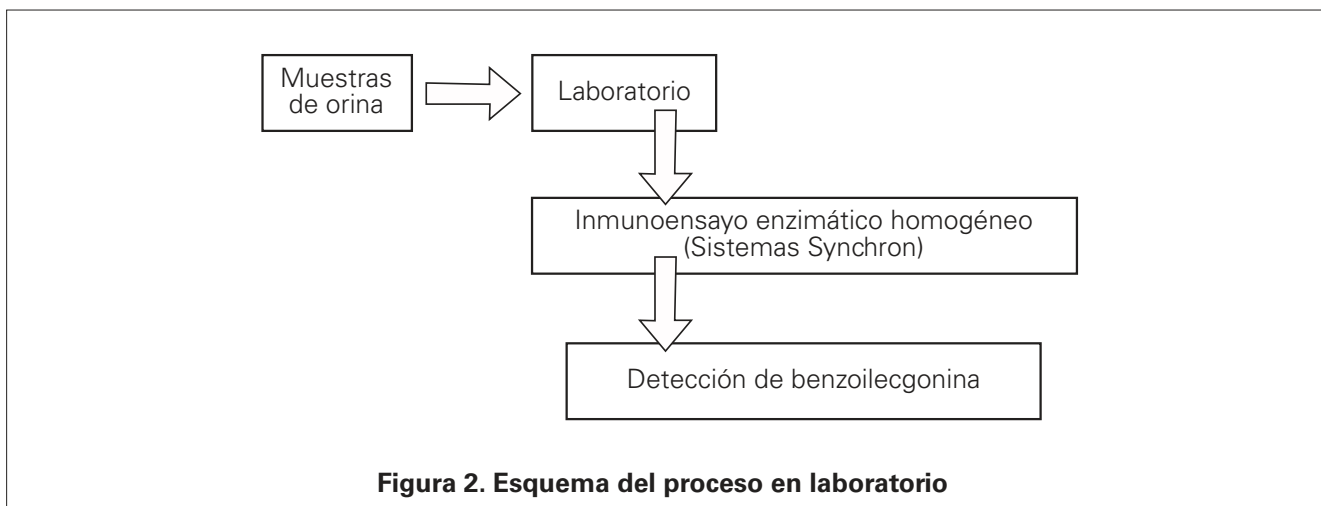 Muestras
de orina
Laboratorio
Inmunoensayo enzimático homogéneo
(Sistemas Synchron)
Detección de benzoilecgonina
Figura 2. Esquema del proceso en laboratorio